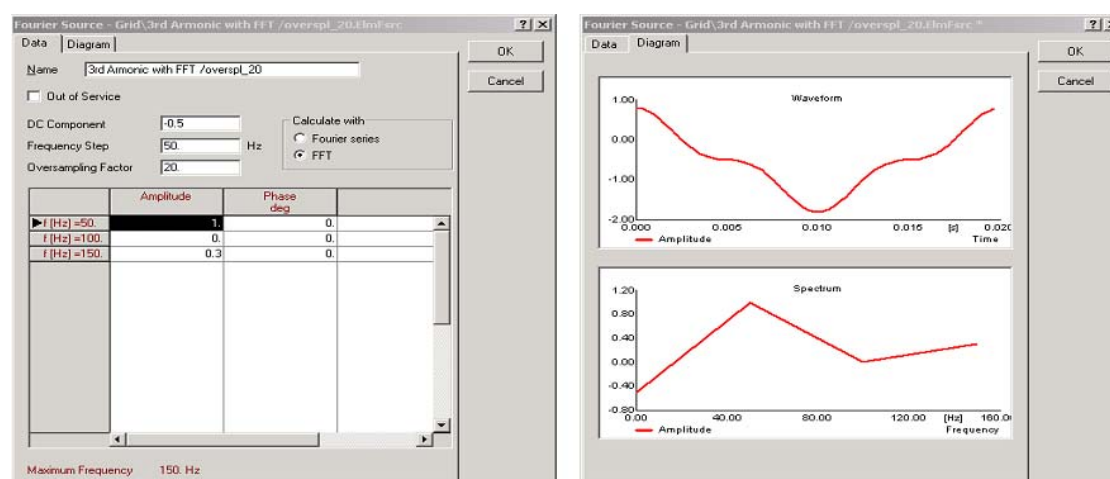 Fourier Source - Grid\3rd Armonic with FFT /overspl_20.ElmFsrc
Data Diagram
Name 3rd Armonic with FFT /overspl_20
Out of Service
DC Component -0.5
Frequency Step 50. Hz
Oversampling Factor 20.
Calculate with
Fourier series
FFT
OK
Cancel
Amplitude Phase
deg
f [Hz] =50. 1. 0.
f [Hz] =100. 0. 0.
f [Hz] =150. 0.3 0.
Maximum Frequency 150. Hz
Fourier Source - Grid\3rd Armonic with FFT /overspl_20.ElmFsrc *
Data Diagram
OK
Cancel
Waveform
1.00
0.00
-1.00
-2.00
0.000 0.005 0.010 0.015 [s] 0.020
Amplitude Time
Spectrum
1.20
0.80
0.40
0.00
-0.40
-0.80
0.00 40.00 80.00 120.00 [Hz] 160.0
Amplitude Frequency